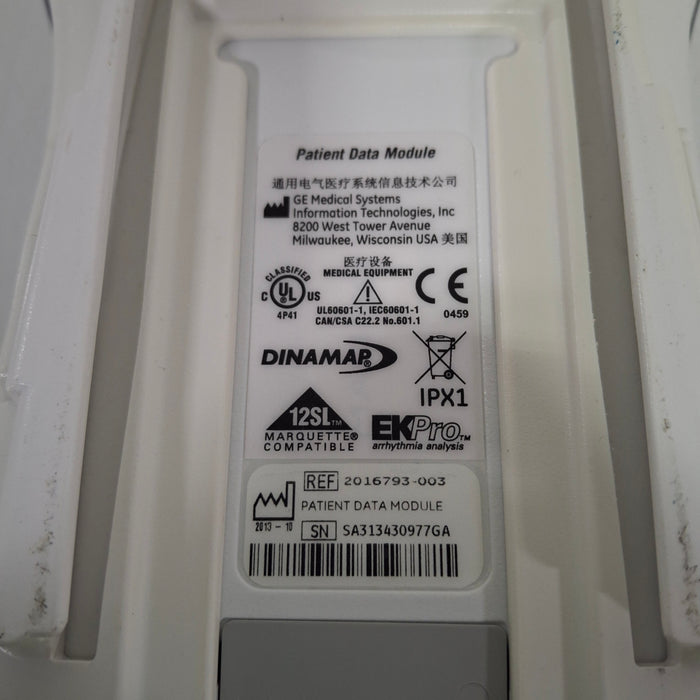 Patient Data Module
通用电气医疗系统信息技术公司
GE Medical Systems
Information Technologies, Inc
8200 West Tower Avenue
Milwaukee, Wisconsin USA 美国
医疗设备
MEDICAL EQUIPMENT
CLASSIFIED
C UL US
4P41
UL60601-1, IEC60601-1
CAN/CSA C22.2 No.601.1
CE
0459
DINAMAP®
IPX1
12SL™
MARQUETTE®
COMPATIBLE
EKPro™
arrhythmia analysis
REF 2016793-003
PATIENT DATA MODULE
2013-10
SN SA313430977GA